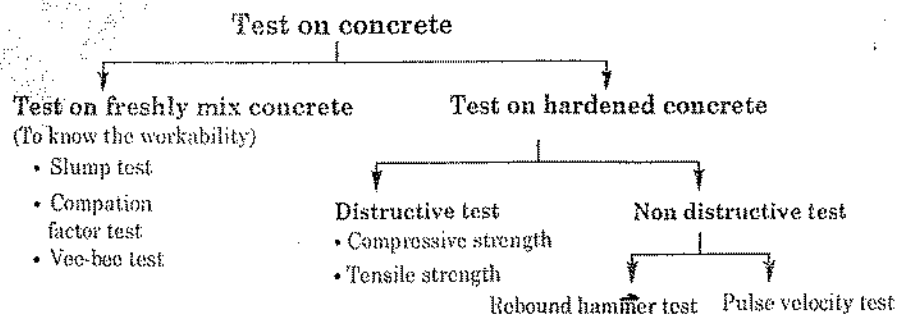 Test on concrete
Test on freshly mix concrete
(To know the workability)
• Slump test
• Compation
factor test
• Vee-bee test
Test on hardened concrete
Distructive test
• Compressive strength
• Tensile strength
Non distructive test
Rebound hammer test
Pulse velocity test